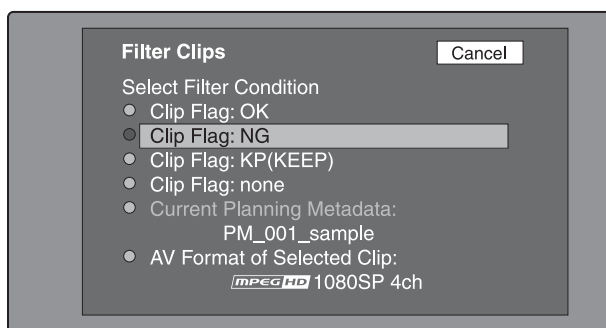 Filter Clips
Cancel
Select Filter Condition
Clip Flag: OK
Clip Flag: NG
Clip Flag: KP(KEEP)
Clip Flag: none
Current Planning Metadata:
PM_001_sample
AV Format of Selected Clip:
MPEG HD 1080SP 4ch